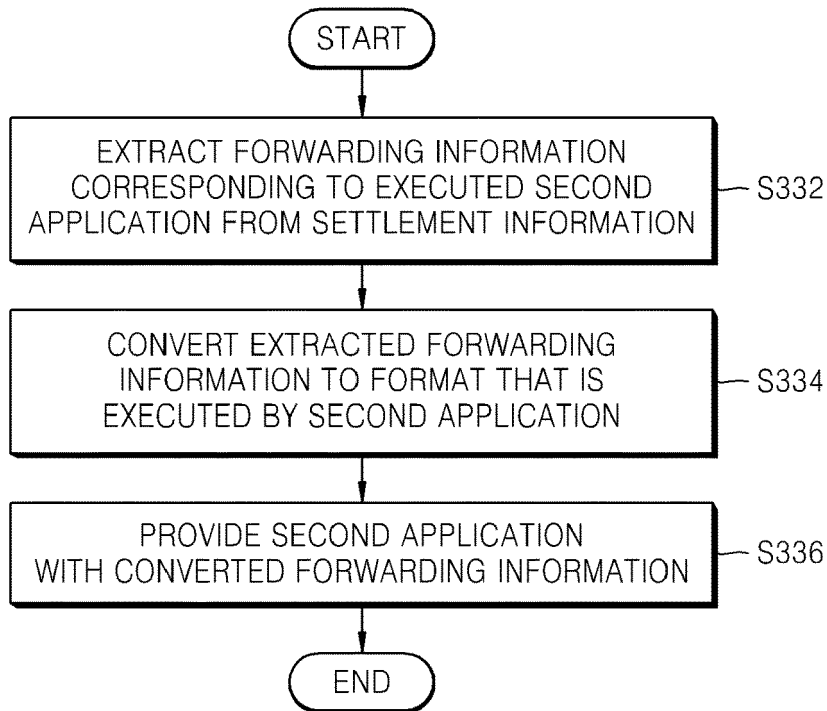 START
EXTRACT FORWARDING INFORMATION
CORRESPONDING TO EXECUTED SECOND
APPLICATION FROM SETTLEMENT INFORMATION
S332
CONVERT EXTRACTED FORWARDING
INFORMATION TO FORMAT THAT IS
EXECUTED BY SECOND APPLICATION
S334
PROVIDE SECOND APPLICATION
WITH CONVERTED FORWARDING INFORMATION
S336
END